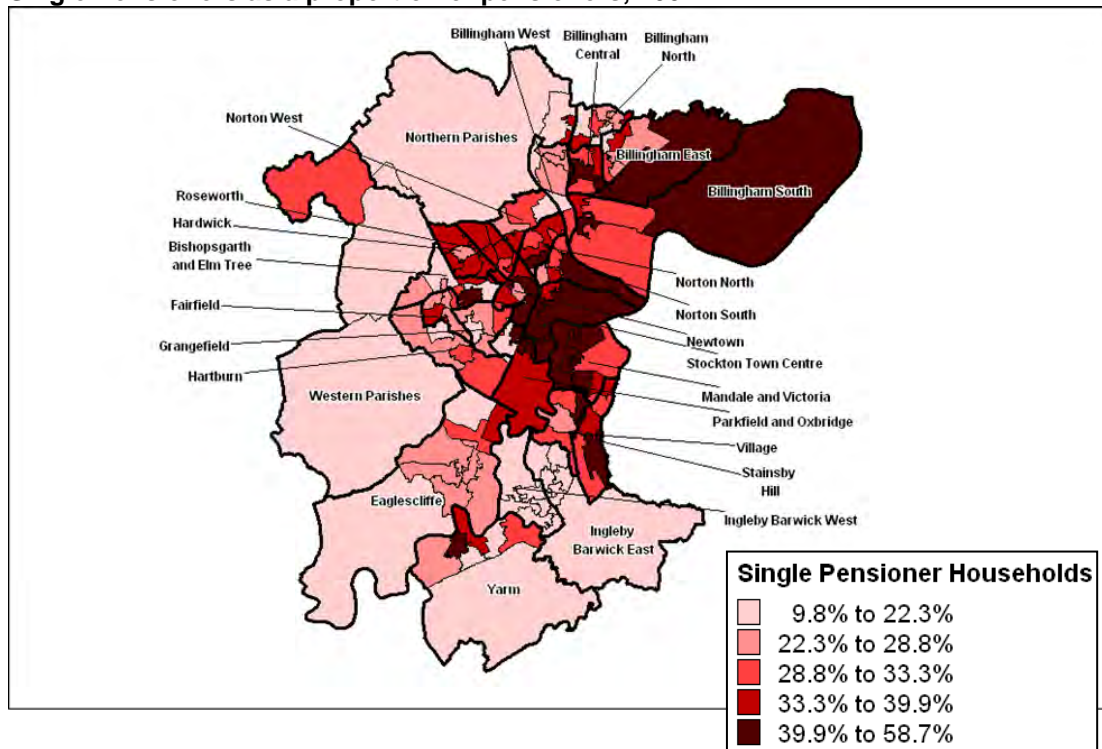 Billingham West
Billingham
Central
Billingham
North
Norton West
Northern Parishes
Billingham East
Billingham South
Roseworth
Hardwick
Bishopsgarth
and Elm Tree
Fairfield
Grangefield
Hartburn
Norton North
Norton South
Newtown
Stockton Town Centre
Mandale and Victoria
Parkfield and Oxbridge
Village
Stainsby
Hill
Western Parishes
Eaglescliffe
Ingleby Barwick West
Ingleby
Barwick East
Yarm
Single Pensioner Households
9.8% to 22.3%
22.3% to 28.8%
28.8% to 33.3%
33.3% to 39.9%
39.9% to 58.7%